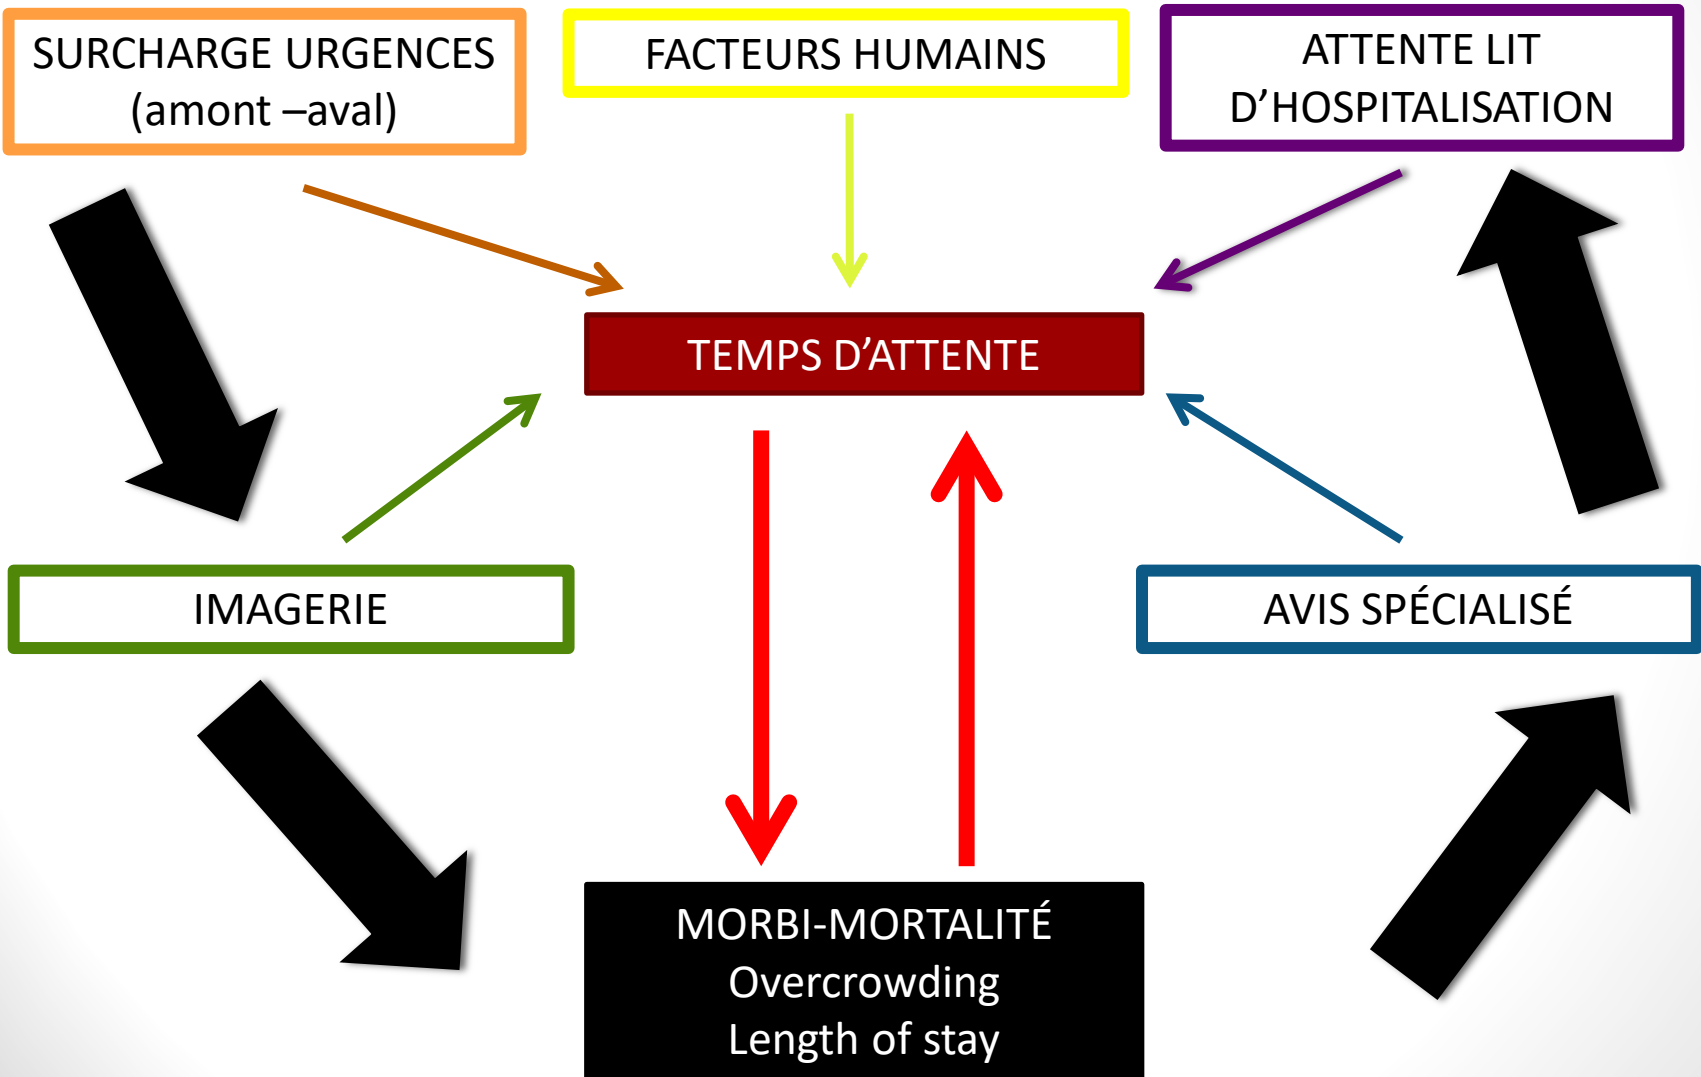 SURCHARGE URGENCES
(amont –aval)
FACTEURS HUMAINS
ATTENTE LIT
D’HOSPITALISATION
TEMPS D’ATTENTE
IMAGERIE
AVIS SPÉCIALISÉ
MORBI-MORTALITÉ
Overcrowding
Length of stay